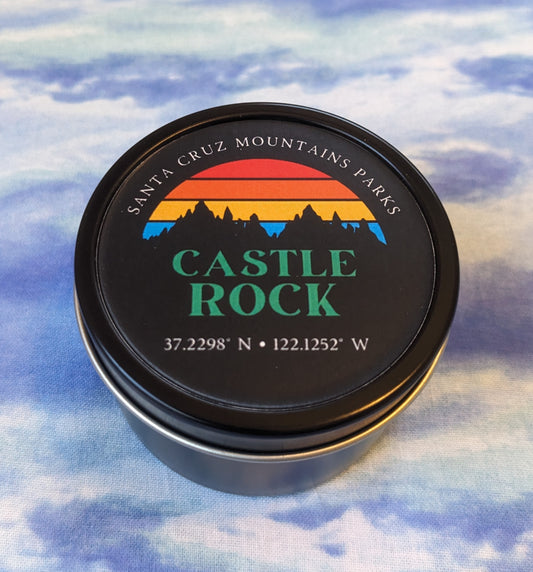 SANTA CRUZ MOUNTAINS PARKS
CASTLE
ROCK
37.2298° N • 122.1252° W